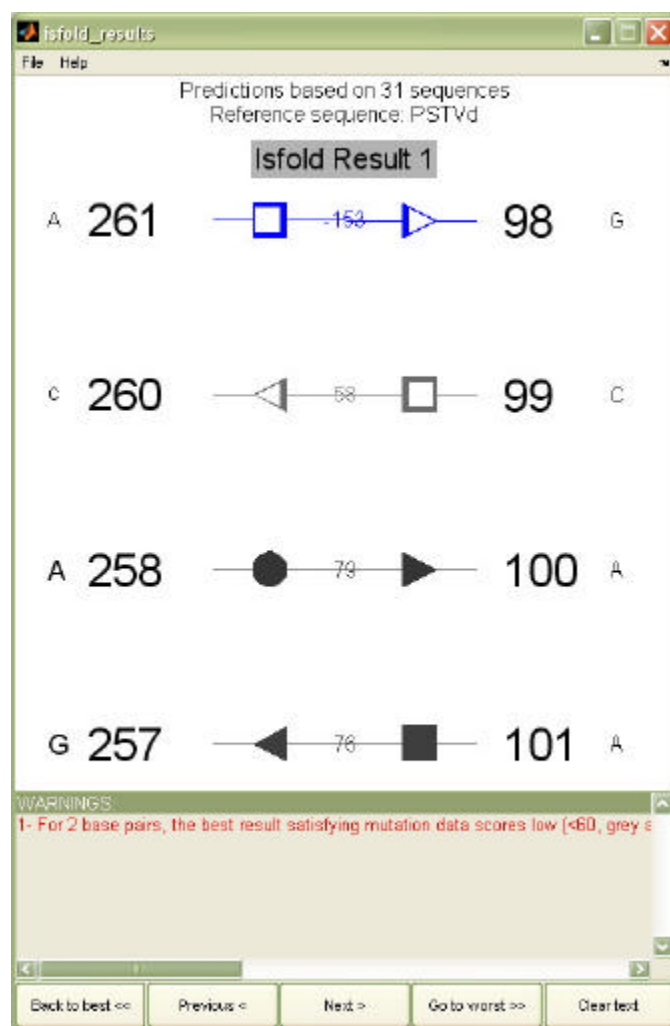 isfold_results
File Help
Predictions based on 31 sequences
Reference sequence: PSTVd
Isfold Result 1
A 261 -153 98 G
C 260 58 99 C
A 258 79 100 A
G 257 76 101 A
WARNINGS:
1- For 2 base pairs, the best result satisfying mutation data scores low (<60, grey a
Back to best << Previous < Next > Go to worst >> Clear text